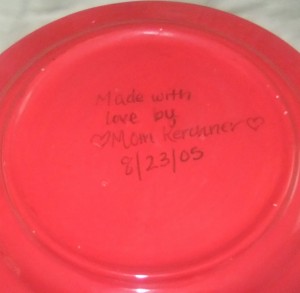 Made with
love by
♡Mom Kerchner♡
8/23/05